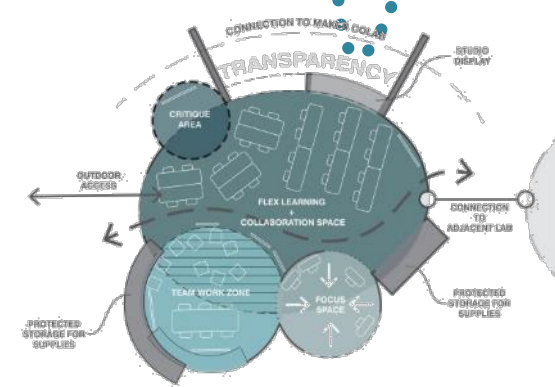 CONNECTION TO MAKER COLAB
TRANSPARENCY
STUDIO
DISPLAY
CRITIQUE
AREA
OUTDOOR
ACCESS
FLEX LEARNING
+
COLLABORATION SPACE
CONNECTION
TO
ADJACENT LAB
TEAM WORK ZONE
FOCUS
SPACE
PROTECTED
STORAGE FOR
SUPPLIES
PROTECTED
STORAGE FOR
SUPPLIES